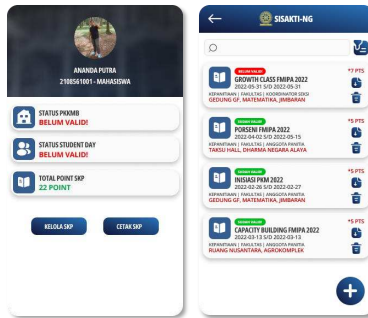 ANANDA PUTRA
2108561001 - MAHASISWA
STATUS PKKMB
BELUM VALID!
STATUS STUDENT DAY
BELUM VALID!
TOTAL POINT SKP
22 POINT
KELOLA SKP
CETAK SKP
SISAKTI-NG
BELUM VALID!
*7 PTS
GROWTH CLASS FMIPA 2022
2022-05-31 S/D 2022-05-31
KEPANITIAAN | FAKULTAS | KOORDINATOR SEKSI
GEDUNG GF, MATEMATIKA, JIMBARAN
SUDAH VALID!
*5 PTS
PORSENI FMIPA 2022
2022-04-02 S/D 2022-05-15
KEPANITIAAN | FAKULTAS | ANGGOTA PANITIA
TAKSU HALL, DHARMA NEGARA ALAYA
SUDAH VALID!
*5 PTS
INISIASI PKM 2022
2022-02-26 S/D 2022-02-27
KEPANITIAAN | FAKULTAS | ANGGOTA PANITIA
GEDUNG GF, MATEMATIKA, JIMBARAN
SUDAH VALID!
*5 PTS
CAPACITY BUILDING FMIPA 2022
2022-03-13 S/D 2022-03-13
KEPANITIAAN | FAKULTAS | ANGGOTA PANITIA
RUANG NUSANTARA, AGROKOMPLEK